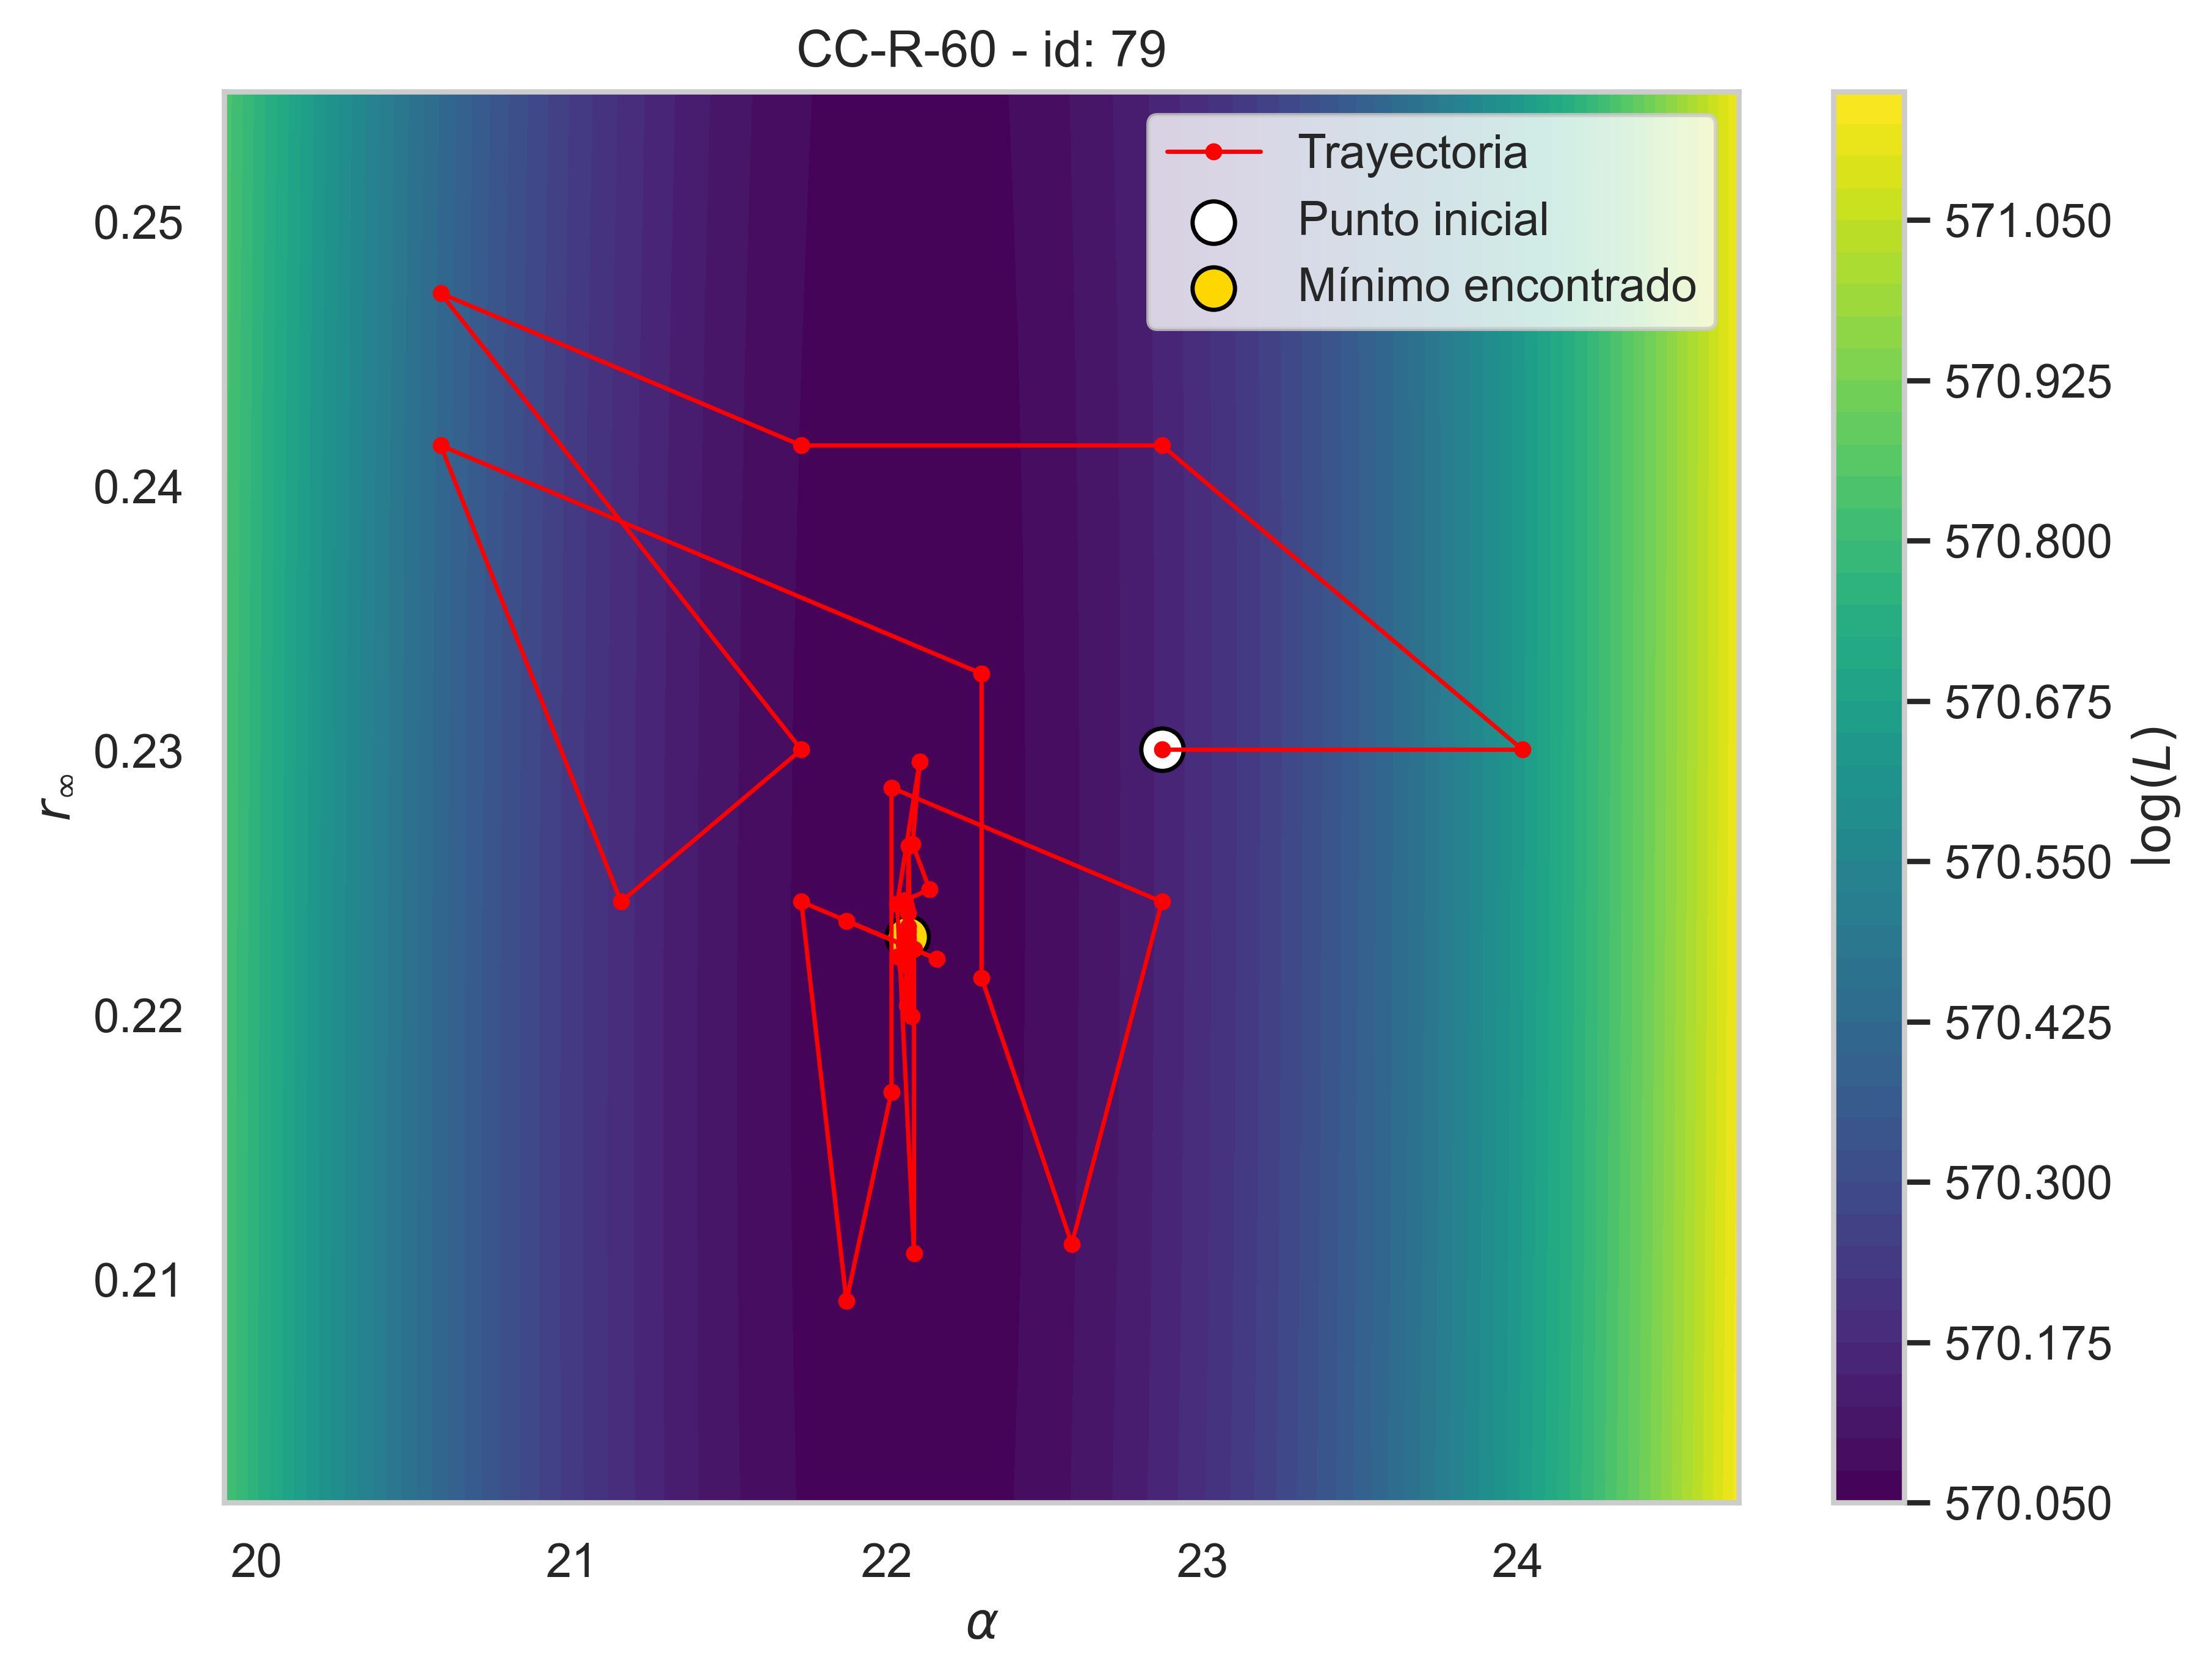 CC-R-60 - id: 79
Trayectoria
Punto inicial
Mínimo encontrado
0.25
0.24
0.23
0.22
0.21
r∞
20 21 22 23 24
α
571.050
570.925
570.800
570.675
570.550
570.425
570.300
570.175
570.050
log(L)